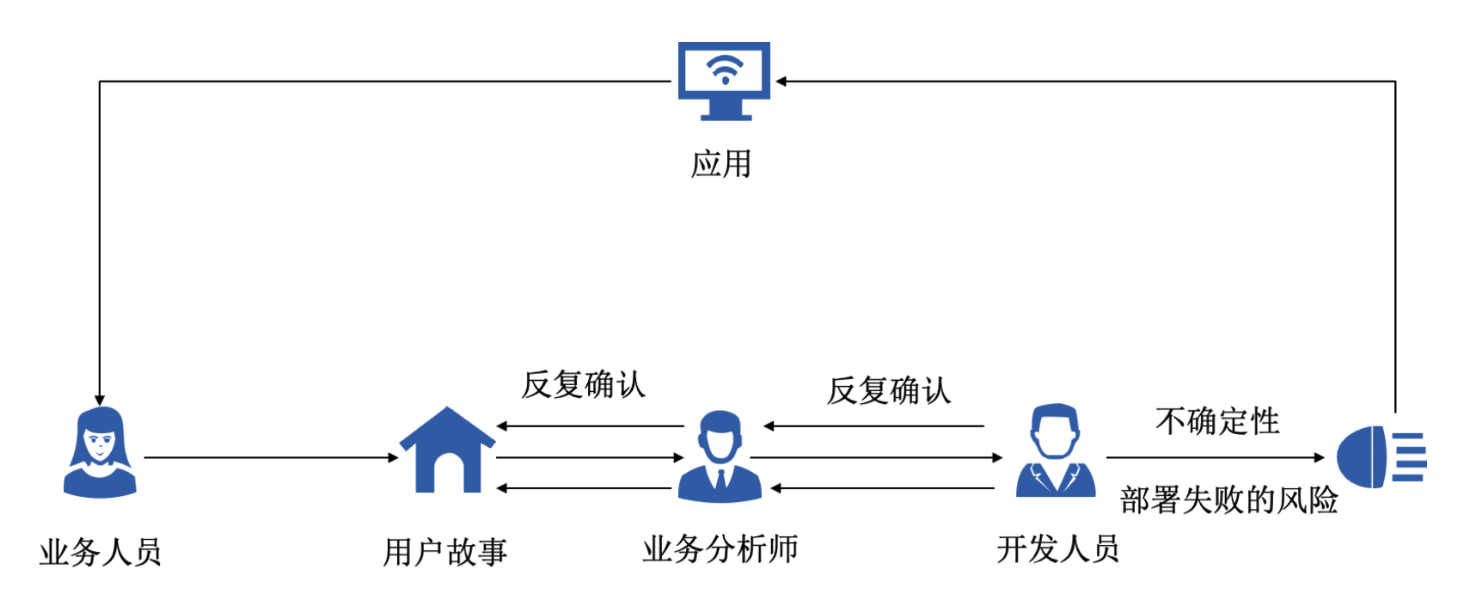 应用
反复确认
反复确认
不确定性
部署失败的风险
业务人员
用户故事
业务分析师
开发人员